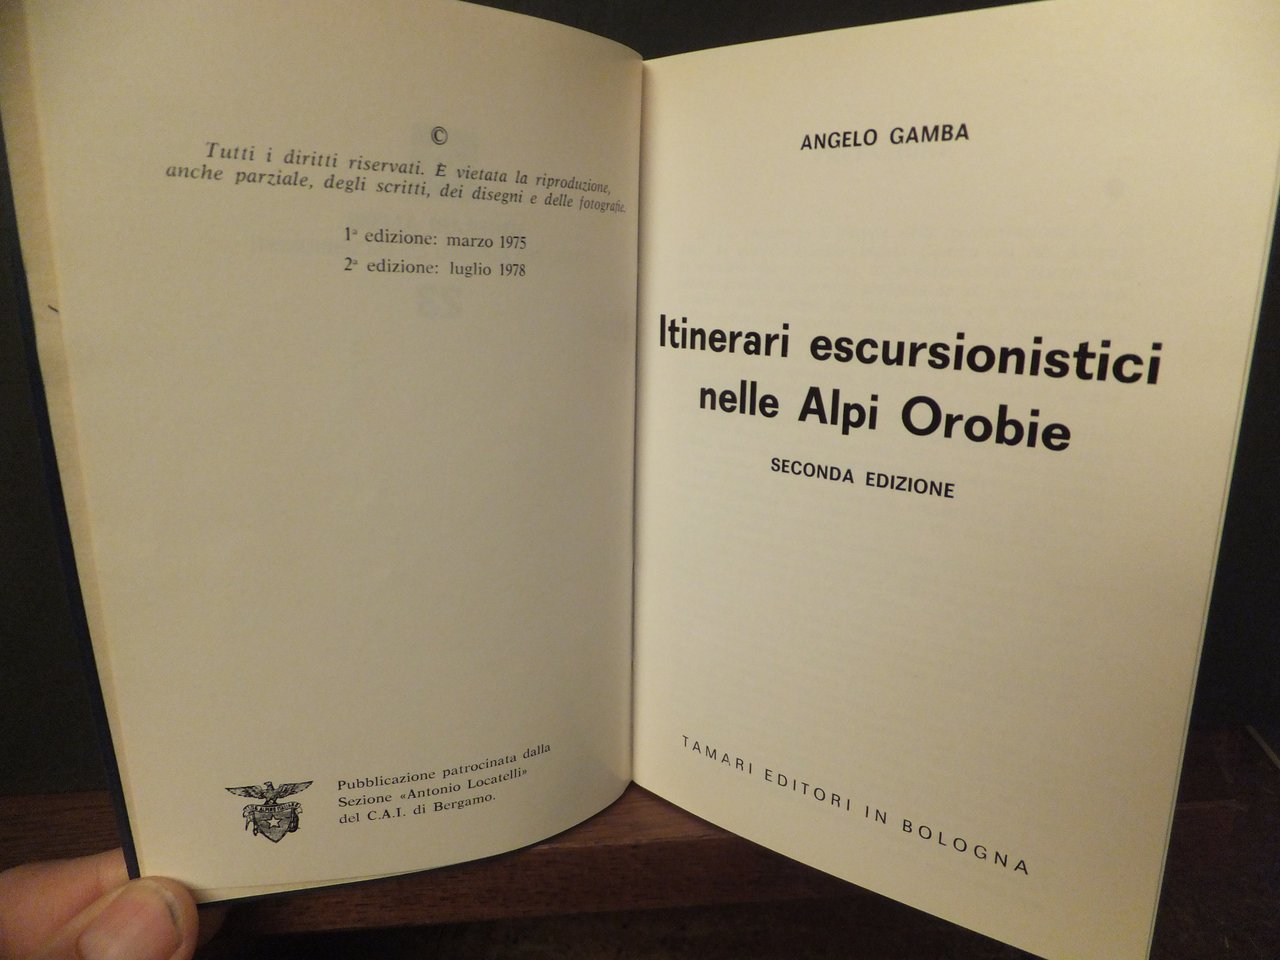 ©
Tutti i diritti riservati. È vietata la riproduzione,
anche parziale, degli scritti, dei disegni e delle fotografie.
1ª edizione: marzo 1975
2ª edizione: luglio 1978
Pubblicazione patrocinata dalla
Sezione «Antonio Locatelli»
del C.A.I. di Bergamo.
ANGELO GAMBA
Itinerari escursionistici
nelle Alpi Orobie
SECONDA EDIZIONE
TAMARI EDITORI IN BOLOGNA